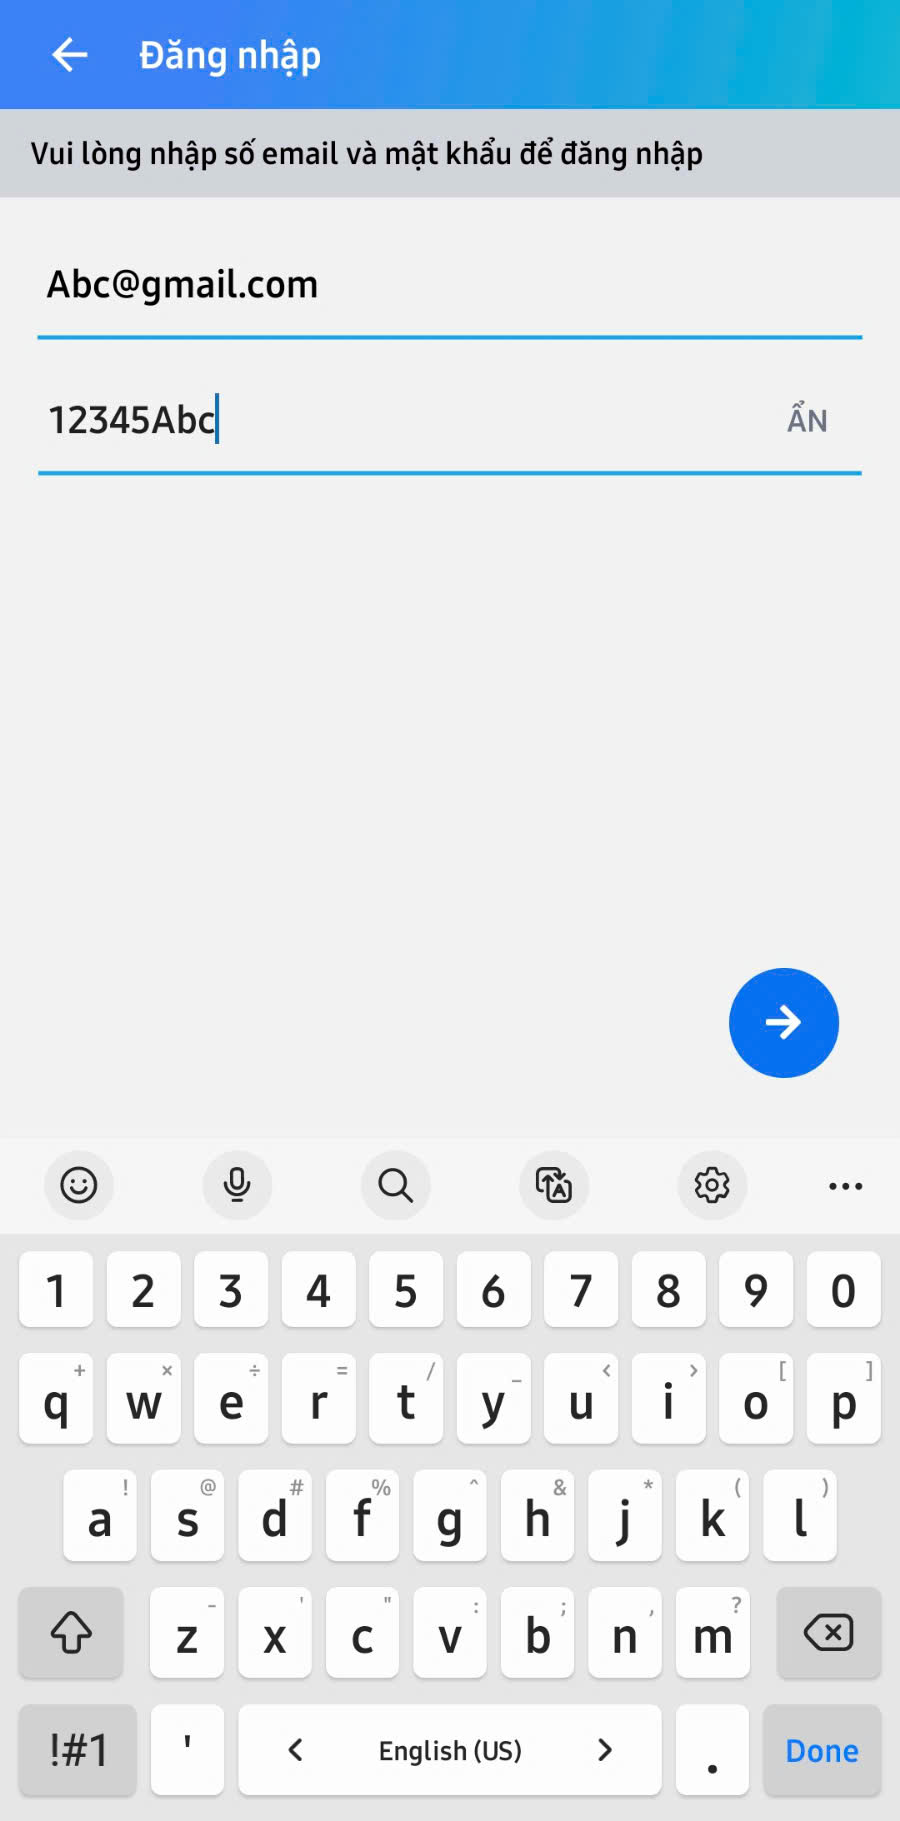 Đăng nhập
Vui lòng nhập số email và mật khẩu để đăng nhập
Abc@gmail.com
12345Abc ẨN
1 2 3 4 5 6 7 8 9 0
+ × ÷ = / _ < > [ ]
q w e r t y u i o p
! @ # % ^ & * ( )
a s d f g h j k l
- ' " : ; , ?
z x c v b n m
!#1 ' < English (US) > . Done